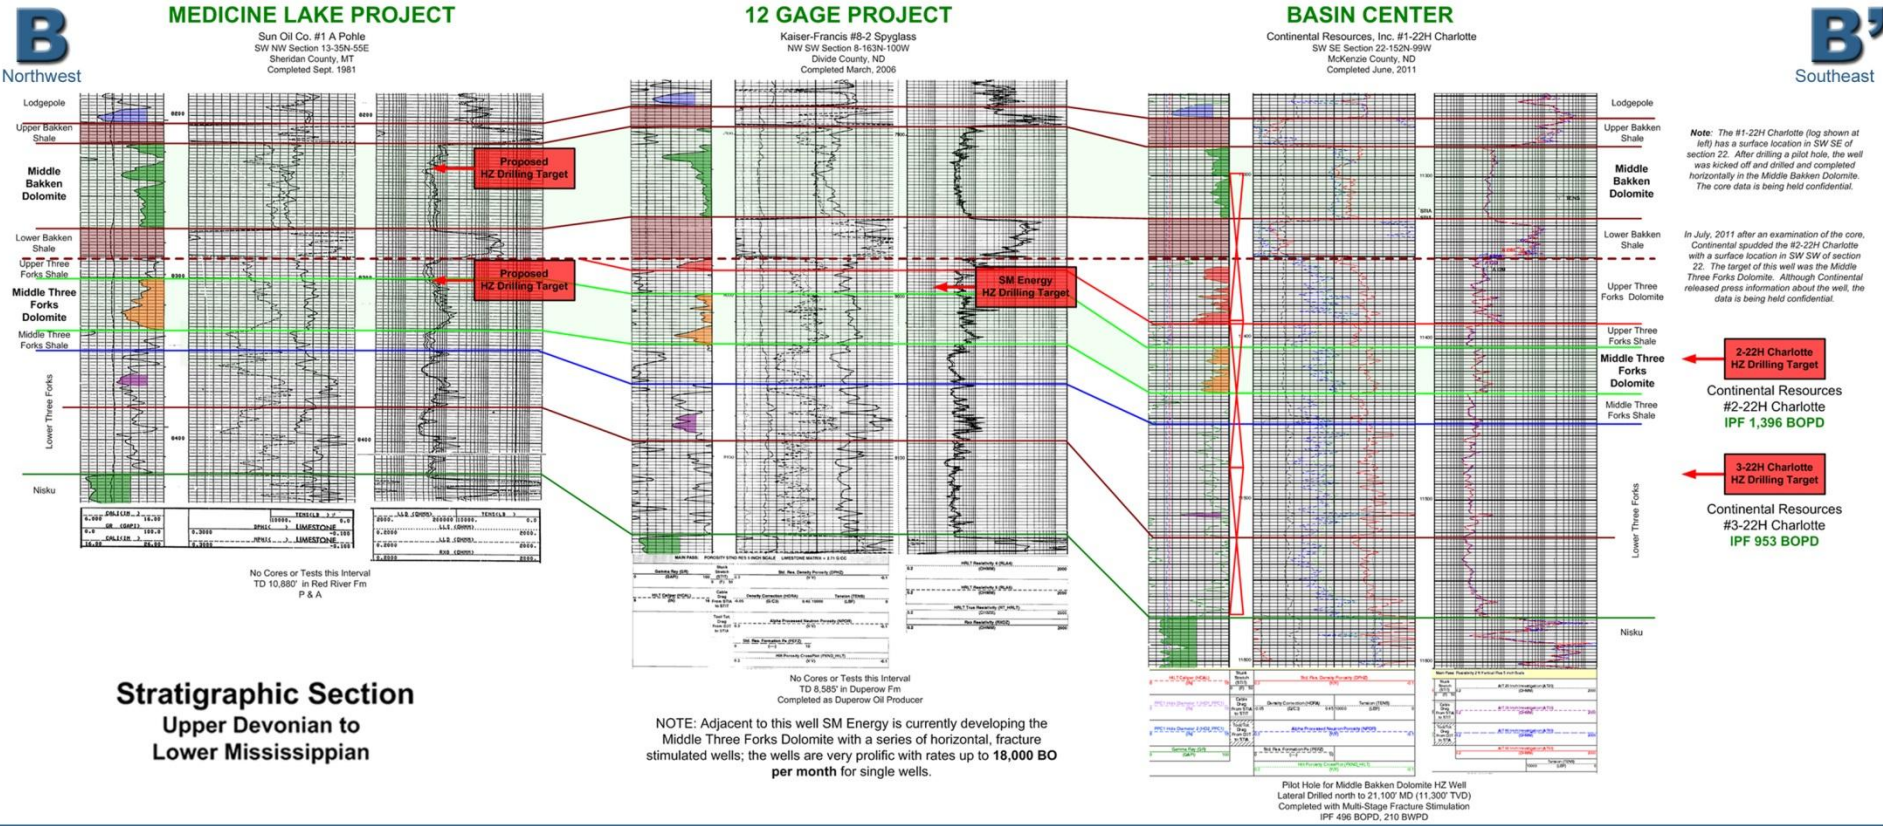 B
Northwest
MEDICINE LAKE PROJECT
Sun Oil Co. #1 A Pohle
SW NW Section 13-35N-55E
Sheridan County, MT
Completed Sept. 1981
12 GAGE PROJECT
Kaiser-Francis #8-2 Spyglass
NW SW Section 8-163N-100W
Divide County, ND
Completed March, 2006
BASIN CENTER
Continental Resources, Inc. #1-22H Charlotte
SW SE Section 22-152N-99W
McKenzie County, ND
Completed June, 2011
B'
Southeast
Lodgepole
Upper Bakken
Shale
Middle
Bakken
Dolomite
Lower Bakken
Shale
Upper Three
Forks Shale
Middle Three
Forks
Dolomite
Middle Three
Forks Shale
Lower Three Forks
Nisku
Proposed
HZ Drilling Target
Proposed
HZ Drilling Target
SM Energy
HZ Drilling Target
Lodgepole
Upper Bakken
Shale
Middle
Bakken
Dolomite
Lower Bakken
Shale
Upper Three
Forks Dolomite
Upper Three
Forks Shale
Middle Three
Forks
Dolomite
Middle Three
Forks Shale
Lower Three Forks
Nisku
Note: The #1-22H Charlotte (log shown at
left) has a surface location in SW SE of
section 22. After drilling a pilot hole, the well
was kicked off and drilled and completed
horizontally in the Middle Bakken Dolomite.
The core data is being held confidential.
In July, 2011 after an examination of the core,
Continental spudded the #2-22H Charlotte
with a surface location in SW SW of section
22. The target of this well was the Middle
Three Forks Dolomite. Although Continental
released press information about the well, the
data is being held confidential.
2-22H Charlotte
HZ Drilling Target
Continental Resources
#2-22H Charlotte
IPF 1,396 BOPD
3-22H Charlotte
HZ Drilling Target
Continental Resources
#3-22H Charlotte
IPF 953 BOPD
No Cores or Tests this Interval
TD 10,880' in Red River Fm
P & A
Stratigraphic Section
Upper Devonian to
Lower Mississippian
No Cores or Tests this Interval
TD 8,585' in Duperow Fm
Completed as Duperow Oil Producer
NOTE: Adjacent to this well SM Energy is currently developing the
Middle Three Forks Dolomite with a series of horizontal, fracture
stimulated wells; the wells are very prolific with rates up to 18,000 BO
per month for single wells.
Pilot Hole for Middle Bakken Dolomite HZ Well
Lateral Drilled north to 21,100' MD (11,300' TVD)
Completed with Multi-Stage Fracture Stimulation
IPF 496 BOPD, 210 BWPD